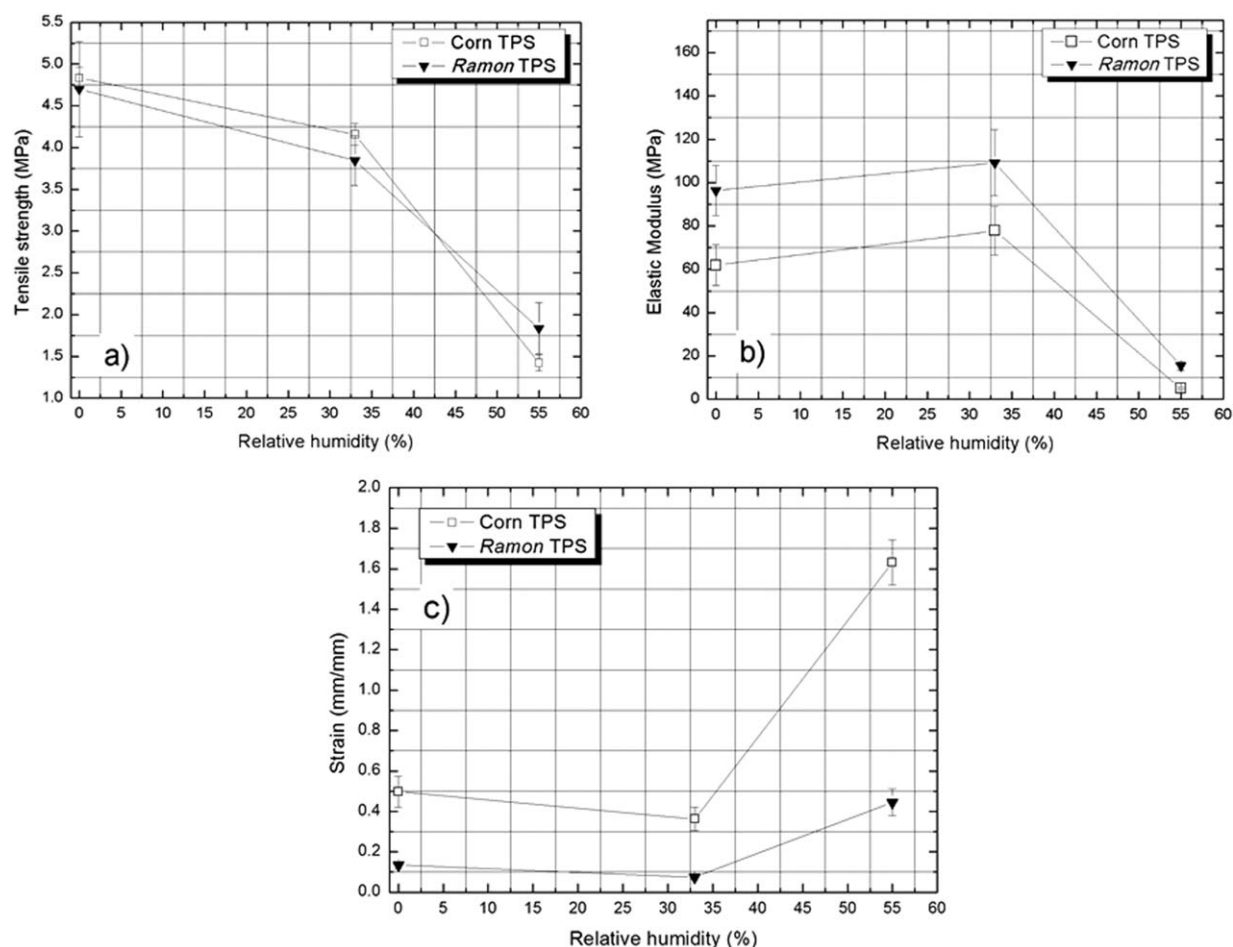 5.5
5.0
4.5
4.0
3.5
3.0
2.5
2.0
1.5
1.0
Tensile strength (MPa)
Corn TPS
Ramon TPS
a)
0 5 10 15 20 25 30 35 40 45 50 55 60
Relative humidity (%)
160
140
120
100
80
60
40
20
0
Elastic Modulus (MPa)
Corn TPS
Ramon TPS
b)
0 5 10 15 20 25 30 35 40 45 50 55 60
Relative humidity (%)
2.0
1.8
1.6
1.4
1.2
1.0
0.8
0.6
0.4
0.2
0.0
Strain (mm/mm)
Corn TPS
Ramon TPS
c)
0 5 10 15 20 25 30 35 40 45 50 55 60
Relative humidity (%)